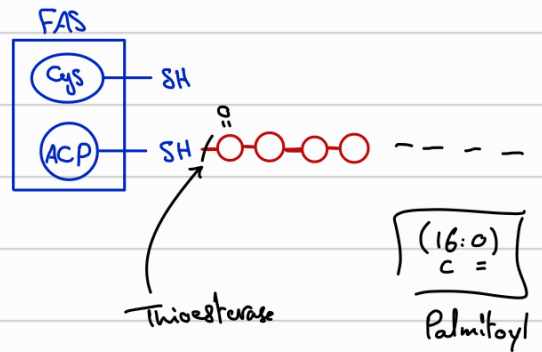 FAS
Cys SH
O
=
ACP SH
(16:0)
C =
Thioesterase
Palmitoyl